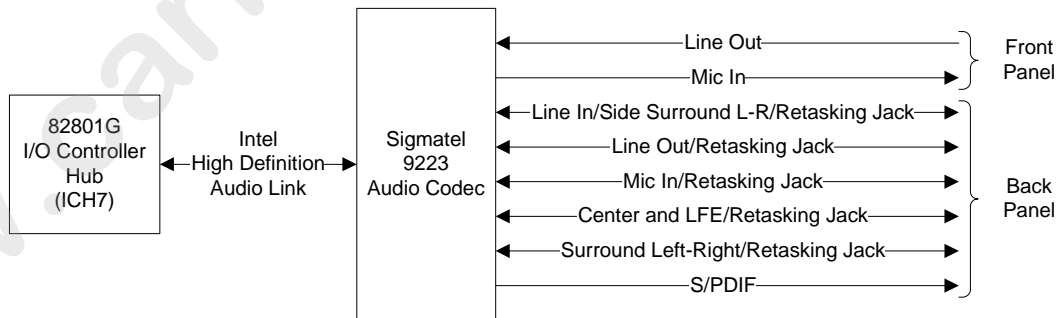 82801G
I/O Controller
Hub
(ICH7)
Intel
High Definition
Audio Link
Sigmatel
9223
Audio Codec
Line Out
Mic In
Line In/Side Surround L-R/Retasking Jack
Line Out/Retasking Jack
Mic In/Retasking Jack
Center and LFE/Retasking Jack
Surround Left-Right/Retasking Jack
S/PDIF
Front
Panel
Back
Panel